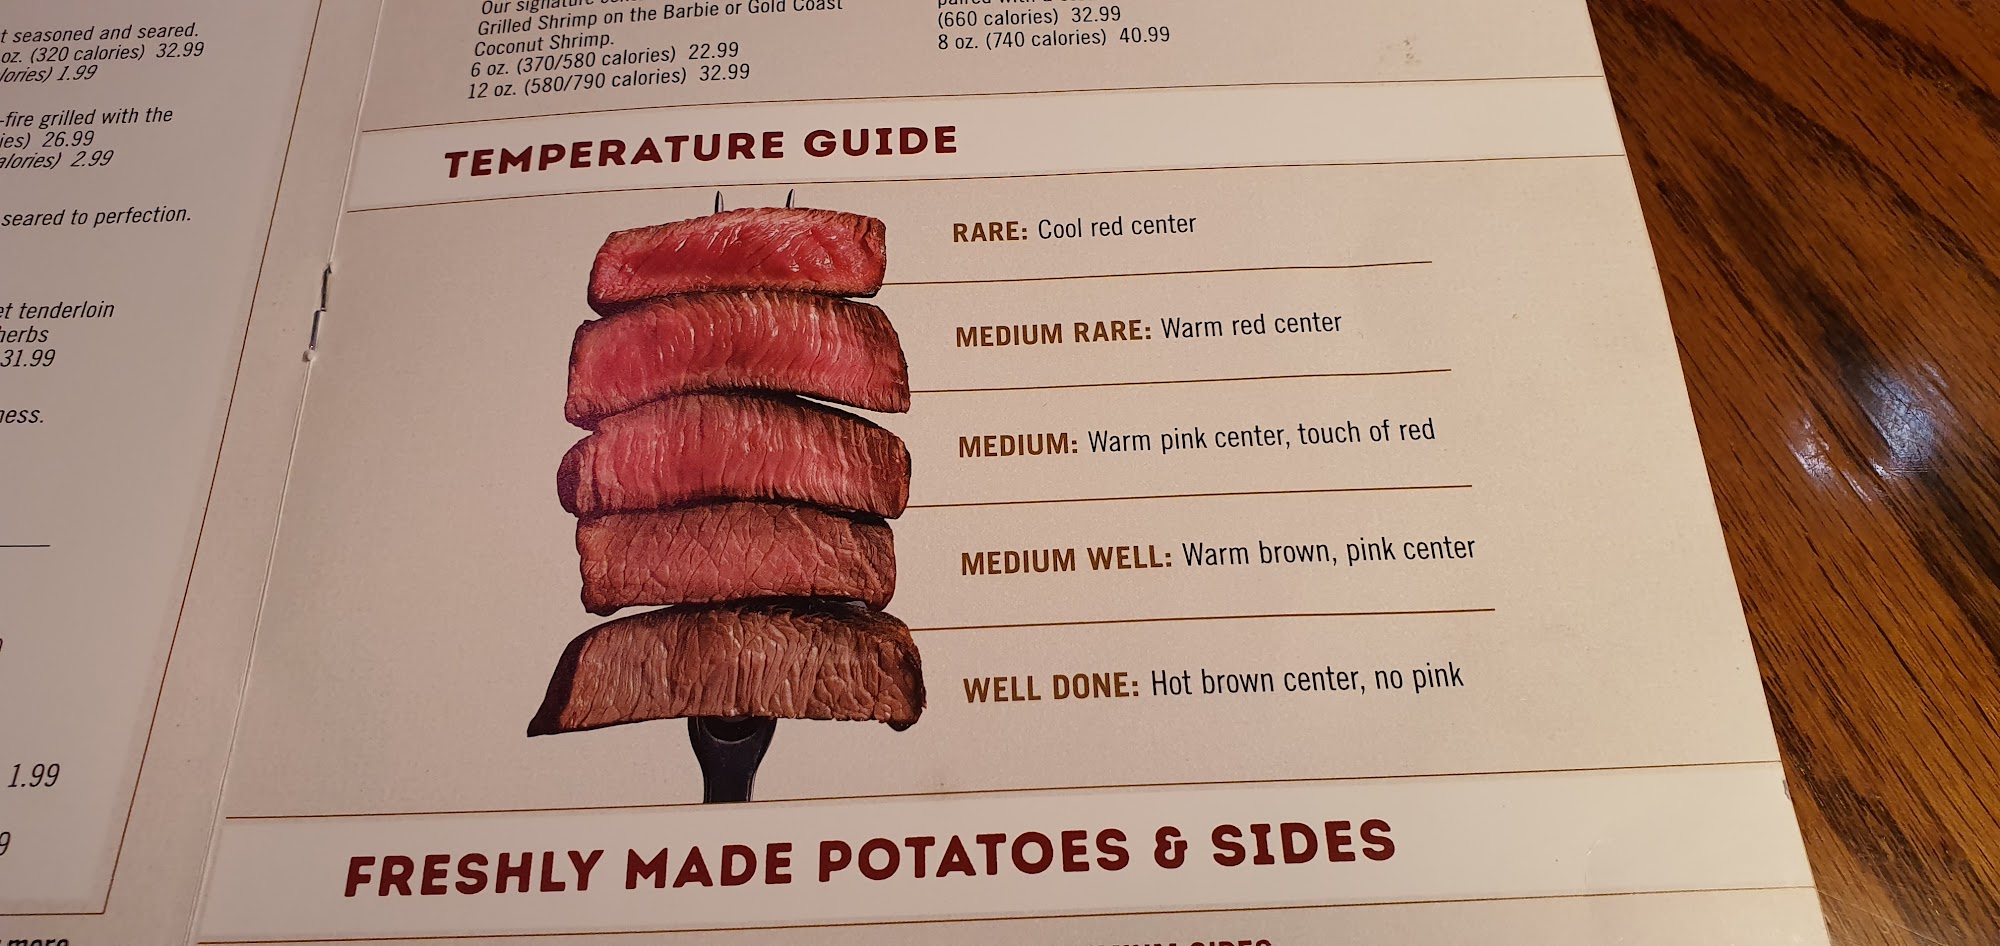 t seasoned and seared.
oz. (320 calories) 32.99
lories) 1.99
-fire grilled with the
ies) 26.99
alories) 2.99
seared to perfection.
et tenderloin
herbs
31.99
ness.
1.99
9
more
Our signature
Grilled Shrimp on the Barbie or Gold Coast
Coconut Shrimp.
6 oz. (370/580 calories) 22.99
12 oz. (580/790 calories) 32.99
(660 calories) 32.99
8 oz. (740 calories) 40.99
TEMPERATURE GUIDE
RARE: Cool red center
MEDIUM RARE: Warm red center
MEDIUM: Warm pink center, touch of red
MEDIUM WELL: Warm brown, pink center
WELL DONE: Hot brown center, no pink
FRESHLY MADE POTATOES & SIDES
SIDES